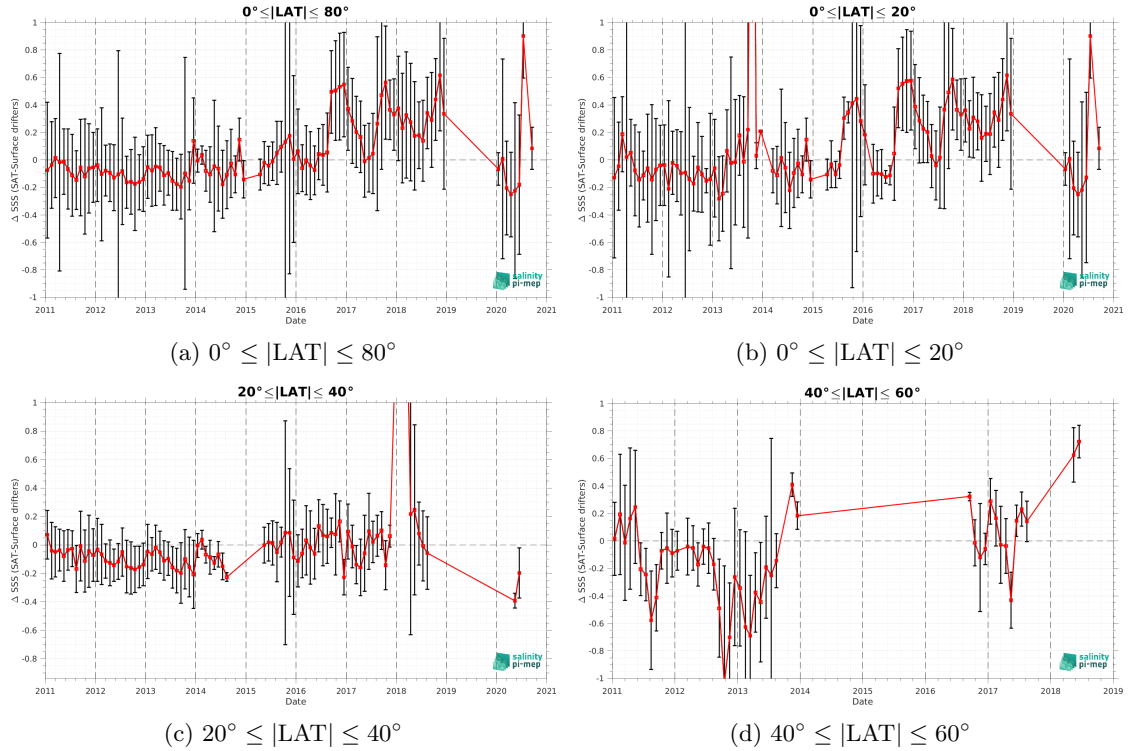 0°≤|LAT|≤ 80°
1
0.8
0.6
0.4
0.2
0
-0.2
-0.4
-0.6
-0.8
-1
Δ SSS (SAT-Surface drifters)
2011 2012 2013 2014 2015 2016 2017 2018 2019 2020 2021
Date
salinity
pi-mep
(a) 0° ≤ |LAT| ≤ 80°
0°≤|LAT|≤ 20°
1
0.8
0.6
0.4
0.2
0
-0.2
-0.4
-0.6
-0.8
-1
Δ SSS (SAT-Surface drifters)
2011 2012 2013 2014 2015 2016 2017 2018 2019 2020 2021
Date
salinity
pi-mep
(b) 0° ≤ |LAT| ≤ 20°
20°≤|LAT|≤ 40°
1
0.8
0.6
0.4
0.2
0
-0.2
-0.4
-0.6
-0.8
Δ SSS (SAT-Surface drifters)
2011 2012 2013 2014 2015 2016 2017 2018 2019 2020 2021
Date
salinity
pi-mep
(c) 20° ≤ |LAT| ≤ 40°
40°≤|LAT|≤ 60°
1
0.8
0.6
0.4
0.2
0
-0.2
-0.4
-0.6
-0.8
-1
Δ SSS (SAT-Surface drifters)
2011 2012 2013 2014 2015 2016 2017 2018 2019
Date
salinity
pi-mep
(d) 40° ≤ |LAT| ≤ 60°